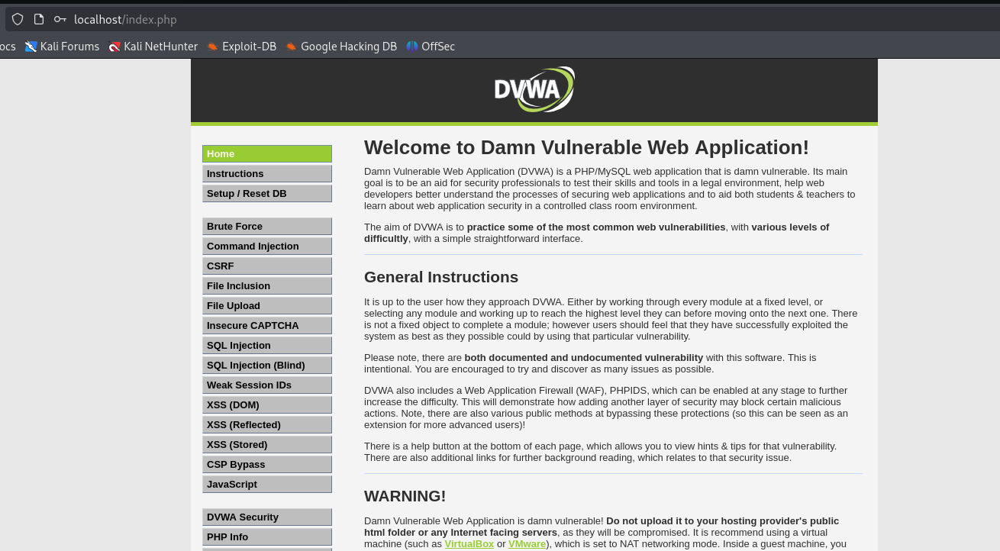 localhost/index.php
ocs Kali Forums Kali NetHunter Exploit-DB Google Hacking DB OffSec
DVWA
Home
Instructions
Setup / Reset DB
Brute Force
Command Injection
CSRF
File Inclusion
File Upload
Insecure CAPTCHA
SQL Injection
SQL Injection (Blind)
Weak Session IDs
XSS (DOM)
XSS (Reflected)
XSS (Stored)
CSP Bypass
JavaScript
DVWA Security
PHP Info
Welcome to Damn Vulnerable Web Application!
Damn Vulnerable Web Application (DVWA) is a PHP/MySQL web application that is damn vulnerable. Its main
goal is to be an aid for security professionals to test their skills and tools in a legal environment, help web
developers better understand the processes of securing web applications and to aid both students & teachers to
learn about web application security in a controlled class room environment.
The aim of DVWA is to practice some of the most common web vulnerabilities, with various levels of
difficultly, with a simple straightforward interface.
General Instructions
It is up to the user how they approach DVWA. Either by working through every module at a fixed level, or
selecting any module and working up to reach the highest level they can before moving onto the next one. There
is not a fixed object to complete a module; however users should feel that they have successfully exploited the
system as best as they possible could by using that particular vulnerability.
Please note, there are both documented and undocumented vulnerability with this software. This is
intentional. You are encouraged to try and discover as many issues as possible.
DVWA also includes a Web Application Firewall (WAF), PHPIDS, which can be enabled at any stage to further
increase the difficulty. This will demonstrate how adding another layer of security may block certain malicious
actions. Note, there are also various public methods at bypassing these protections (so this can be seen as an
extension for more advanced users)!
There is a help button at the bottom of each page, which allows you to view hints & tips for that vulnerability.
There are also additional links for further background reading, which relates to that security issue.
WARNING!
Damn Vulnerable Web Application is damn vulnerable! Do not upload it to your hosting provider's public
html folder or any Internet facing servers, as they will be compromised. It is recommend using a virtual
machine (such as VirtualBox or VMware), which is set to NAT networking mode. Inside a guest machine, you